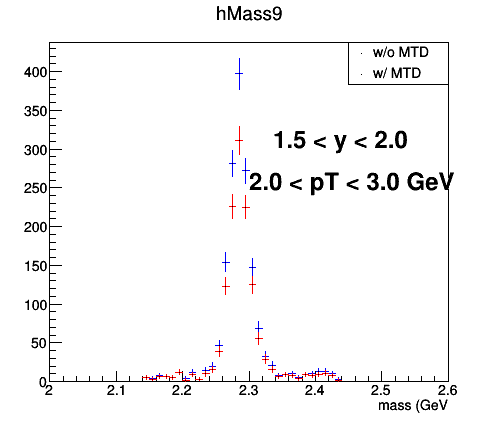 hMass9
w/o MTD
w/ MTD
400
350
300
250
200
150
100
50
0
1.5 < y < 2.0
2.0 < pT < 3.0 GeV
2 2.1 2.2 2.3 2.4 2.5 2.6
mass (GeV